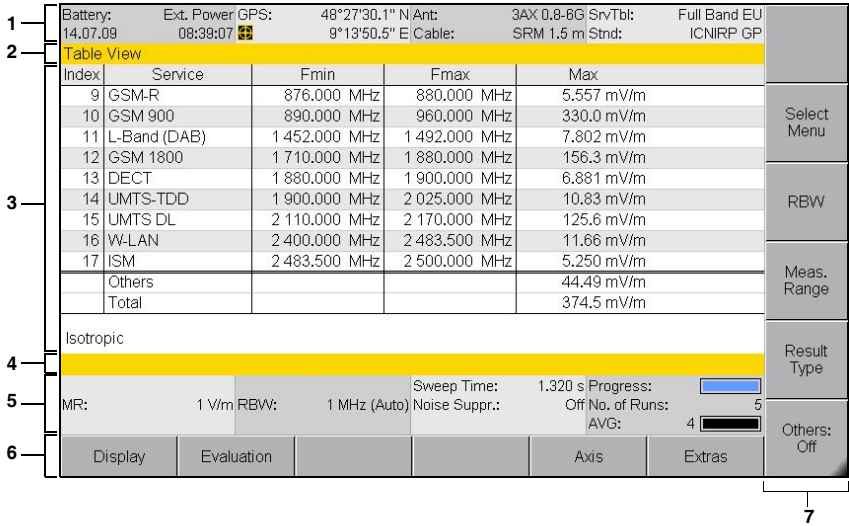 Battery: Ext. Power GPS: 48°27'30.1" N Ant: 3AX 0.8-6G SrvTbl: Full Band EU
1
14.07.09 08:39:07 9°13'50.5" E Cable: SRM 1.5 m Stnd: ICNIRP GP
2 Table View
Index Service Fmin Fmax Max
9 GSM-R 876.000 MHz 880.000 MHz 5.557 mV/m
10 GSM 900 890.000 MHz 960.000 MHz 330.0 mV/m
11 L-Band (DAB) 1 452.000 MHz 1 492.000 MHz 7.802 mV/m
12 GSM 1800 1 710.000 MHz 1 880.000 MHz 156.3 mV/m
13 DECT 1 880.000 MHz 1 900.000 MHz 6.881 mV/m
3 14 UMTS-TDD 1 900.000 MHz 2 025.000 MHz 10.83 mV/m
15 UMTS DL 2 110.000 MHz 2 170.000 MHz 125.6 mV/m
16 W-LAN 2 400.000 MHz 2 483.500 MHz 11.66 mV/m
17 ISM 2 483.500 MHz 2 500.000 MHz 5.250 mV/m
Others 44.49 mV/m
Total 374.5 mV/m
Isotropic
4
Sweep Time: 1.320 s Progress:
5 MR: 1 V/m RBW: 1 MHz (Auto) Noise Suppr.: Off No. of Runs: 5
AVG: 4
6 Display Evaluation Axis Extras
Select
Menu
RBW
Meas.
Range
Result
Type
Others:
Off
7